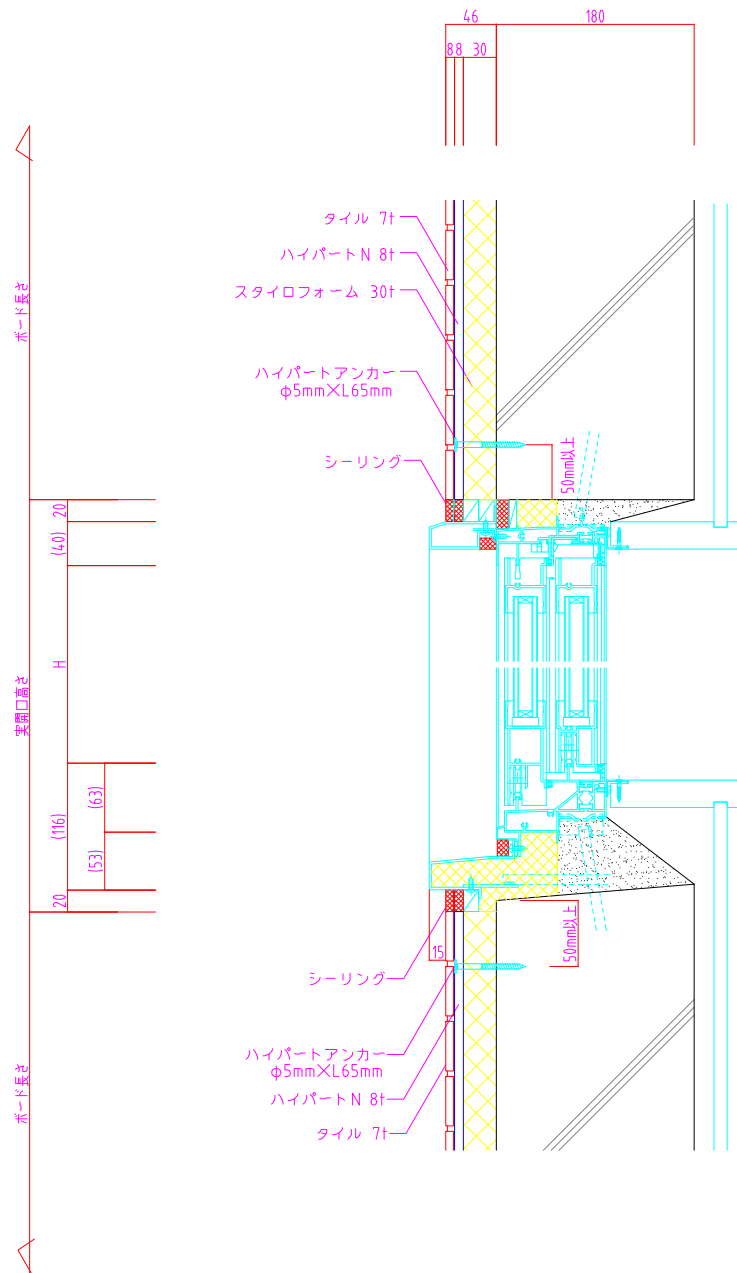 46
180
8
8
30
タイル 7t
ハイパートN 8t
スタイロフォーム 30t
ハイパートアンカー
φ5mm×L65mm
シーリング
50mm以上
ボード長さ
20
(40)
H
実開口高さ
(63)
(116)
(53)
20
15
50mm以上
シーリング
ハイパートアンカー
φ5mm×L65mm
ハイパートN 8t
タイル 7t
ボード長さ